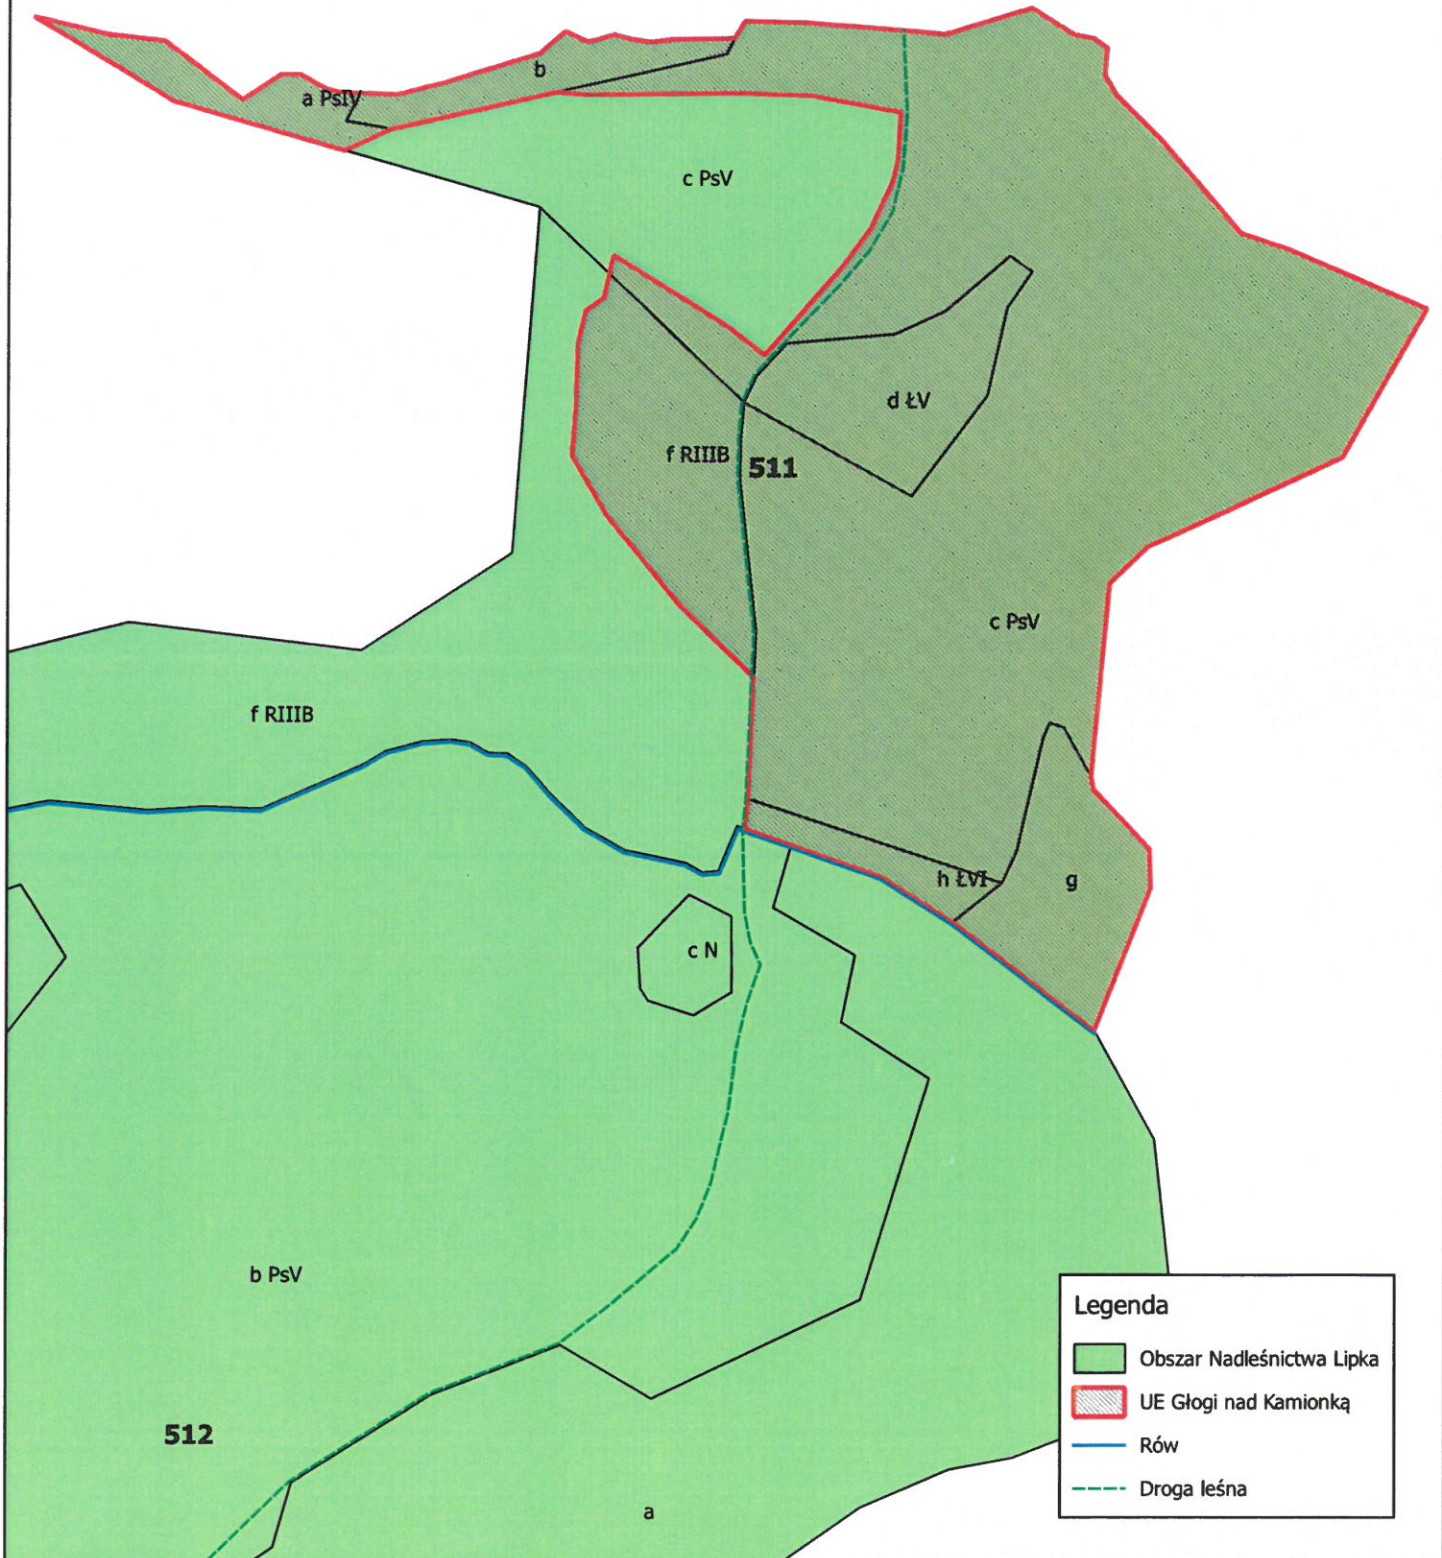 b
a PsIV
c PsV
d ŁV
f RIIIB
511
c PsV
f RIIIB
h ŁVI
g
c N
b PsV
512
a
Legenda
Obszar Nadleśnictwa Lipka
UE Głogi nad Kamionką
Rów
Droga leśna